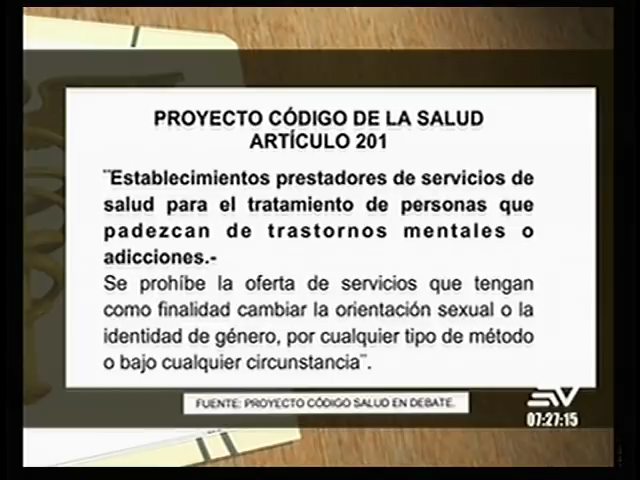 PROYECTO CÓDIGO DE LA SALUD
ARTÍCULO 201
¨Establecimientos prestadores de servicios de
salud para el tratamiento de personas que
padezcan de trastornos mentales o
adicciones.-
Se prohíbe la oferta de servicios que tengan
como finalidad cambiar la orientación sexual o la
identidad de género, por cualquier tipo de método
o bajo cualquier circunstancia¨.
FUENTE: PROYECTO CÓDIGO SALUD EN DEBATE.
07:27:15